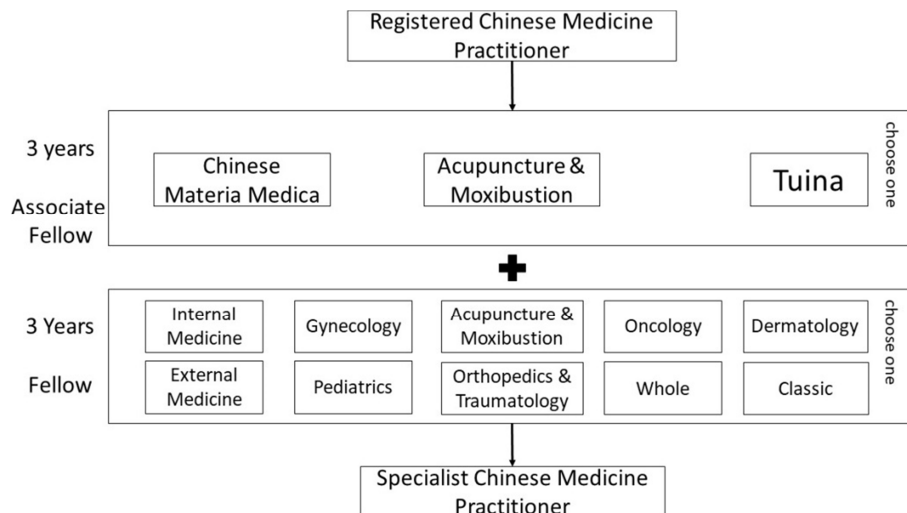 Registered Chinese Medicine
Practitioner
3 years
Associate
Fellow
Chinese
Materia Medica
Acupuncture &
Moxibustion
Tuina
choose one
3 Years
Fellow
Internal
Medicine
Gynecology
Acupuncture &
Moxibustion
Oncology
Dermatology
External
Medicine
Pediatrics
Orthopedics &
Traumatology
Whole
Classic
choose one
Specialist Chinese Medicine
Practitioner